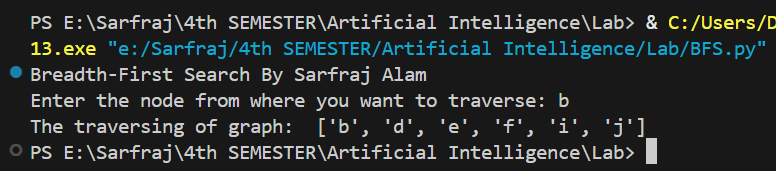 PS E:\Sarfraj\4th SEMESTER\Artificial Intelligence\Lab> & C:/Users/D
13.exe "e:/Sarfraj/4th SEMESTER/Artificial Intelligence/Lab/BFS.py"
Breadth-First Search By Sarfraj Alam
Enter the node from where you want to traverse: b
The traversing of graph:  ['b', 'd', 'e', 'f', 'i', 'j']
PS E:\Sarfraj\4th SEMESTER\Artificial Intelligence\Lab>